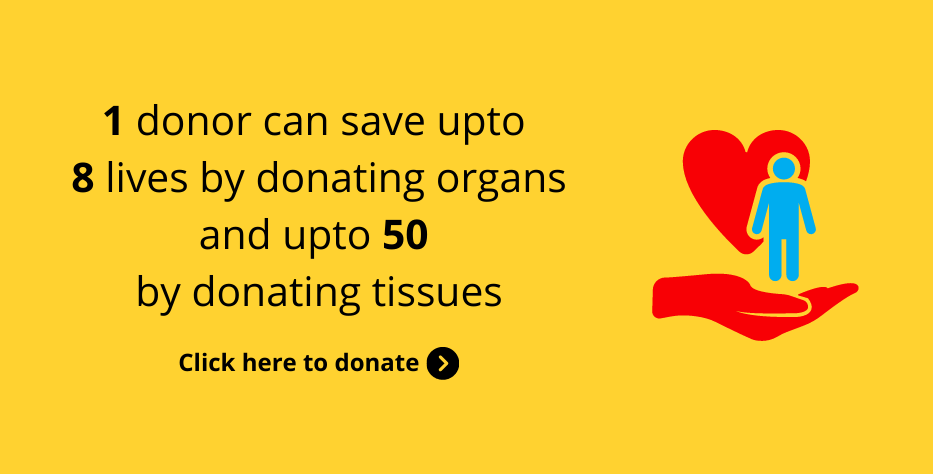 1 donor can save upto
8 lives by donating organs
and upto 50
by donating tissues
Click here to donate